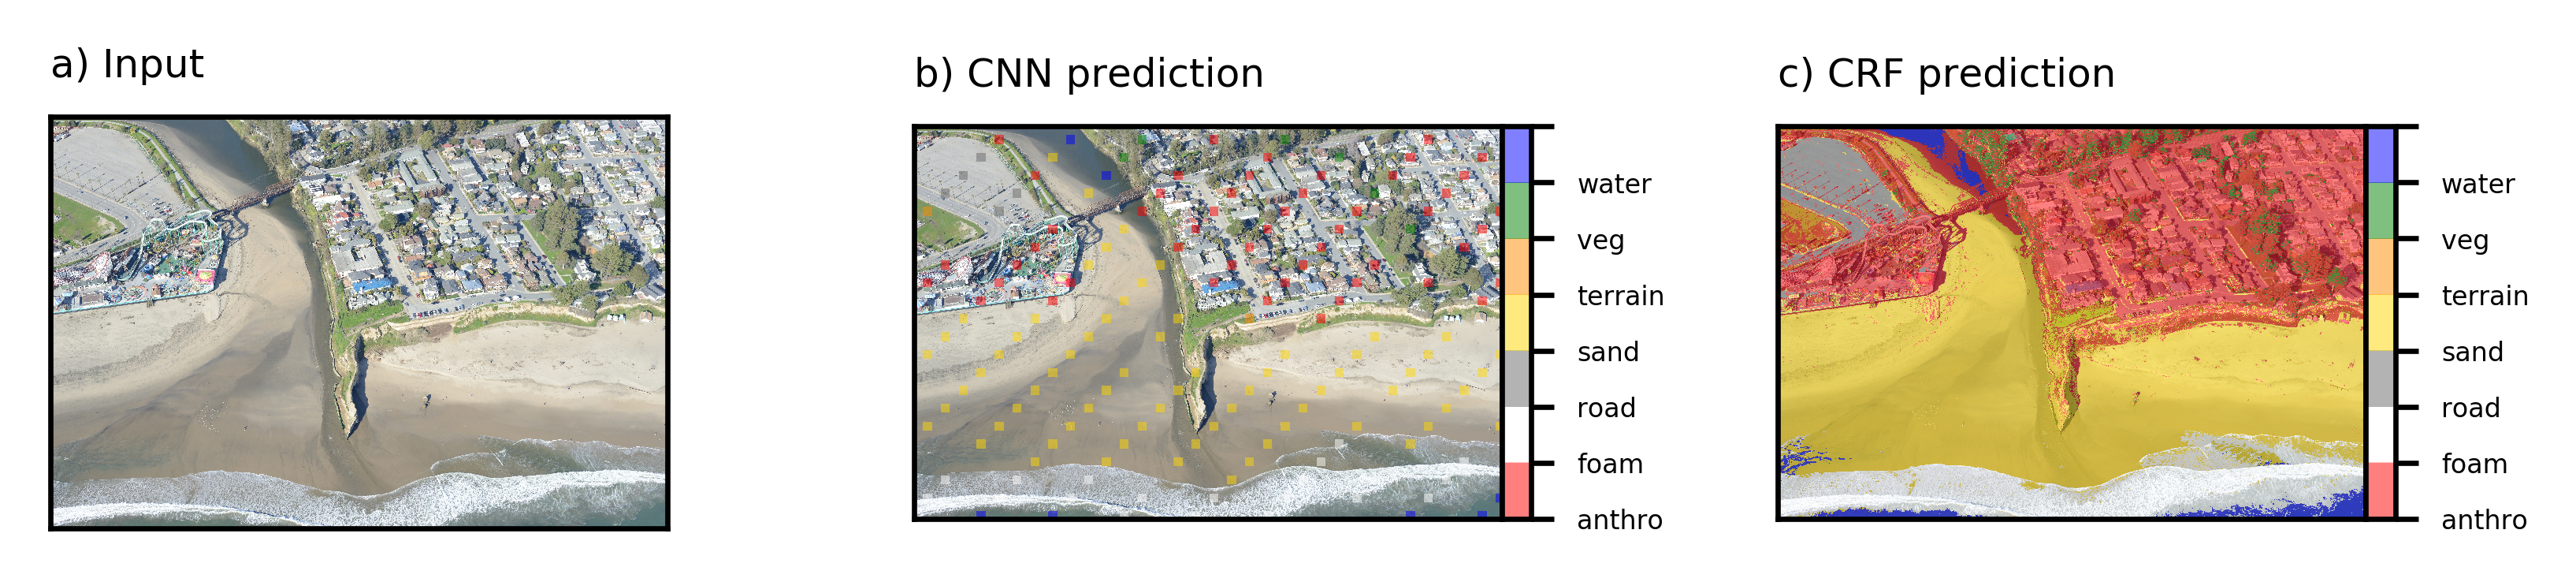 a) Input
b) CNN prediction
water
veg
terrain
sand
road
foam
anthro
c) CRF prediction
water
veg
terrain
sand
road
foam
anthro